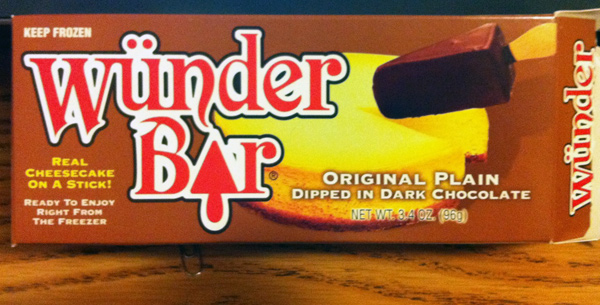 KEEP FROZEN
Wünder
Bar®
REAL
CHEESECAKE
ON A STICK!
READY TO ENJOY
RIGHT FROM
THE FREEZER
ORIGINAL PLAIN
DIPPED IN DARK CHOCOLATE
NET WT. 3.4 OZ. (96g)
Wünder